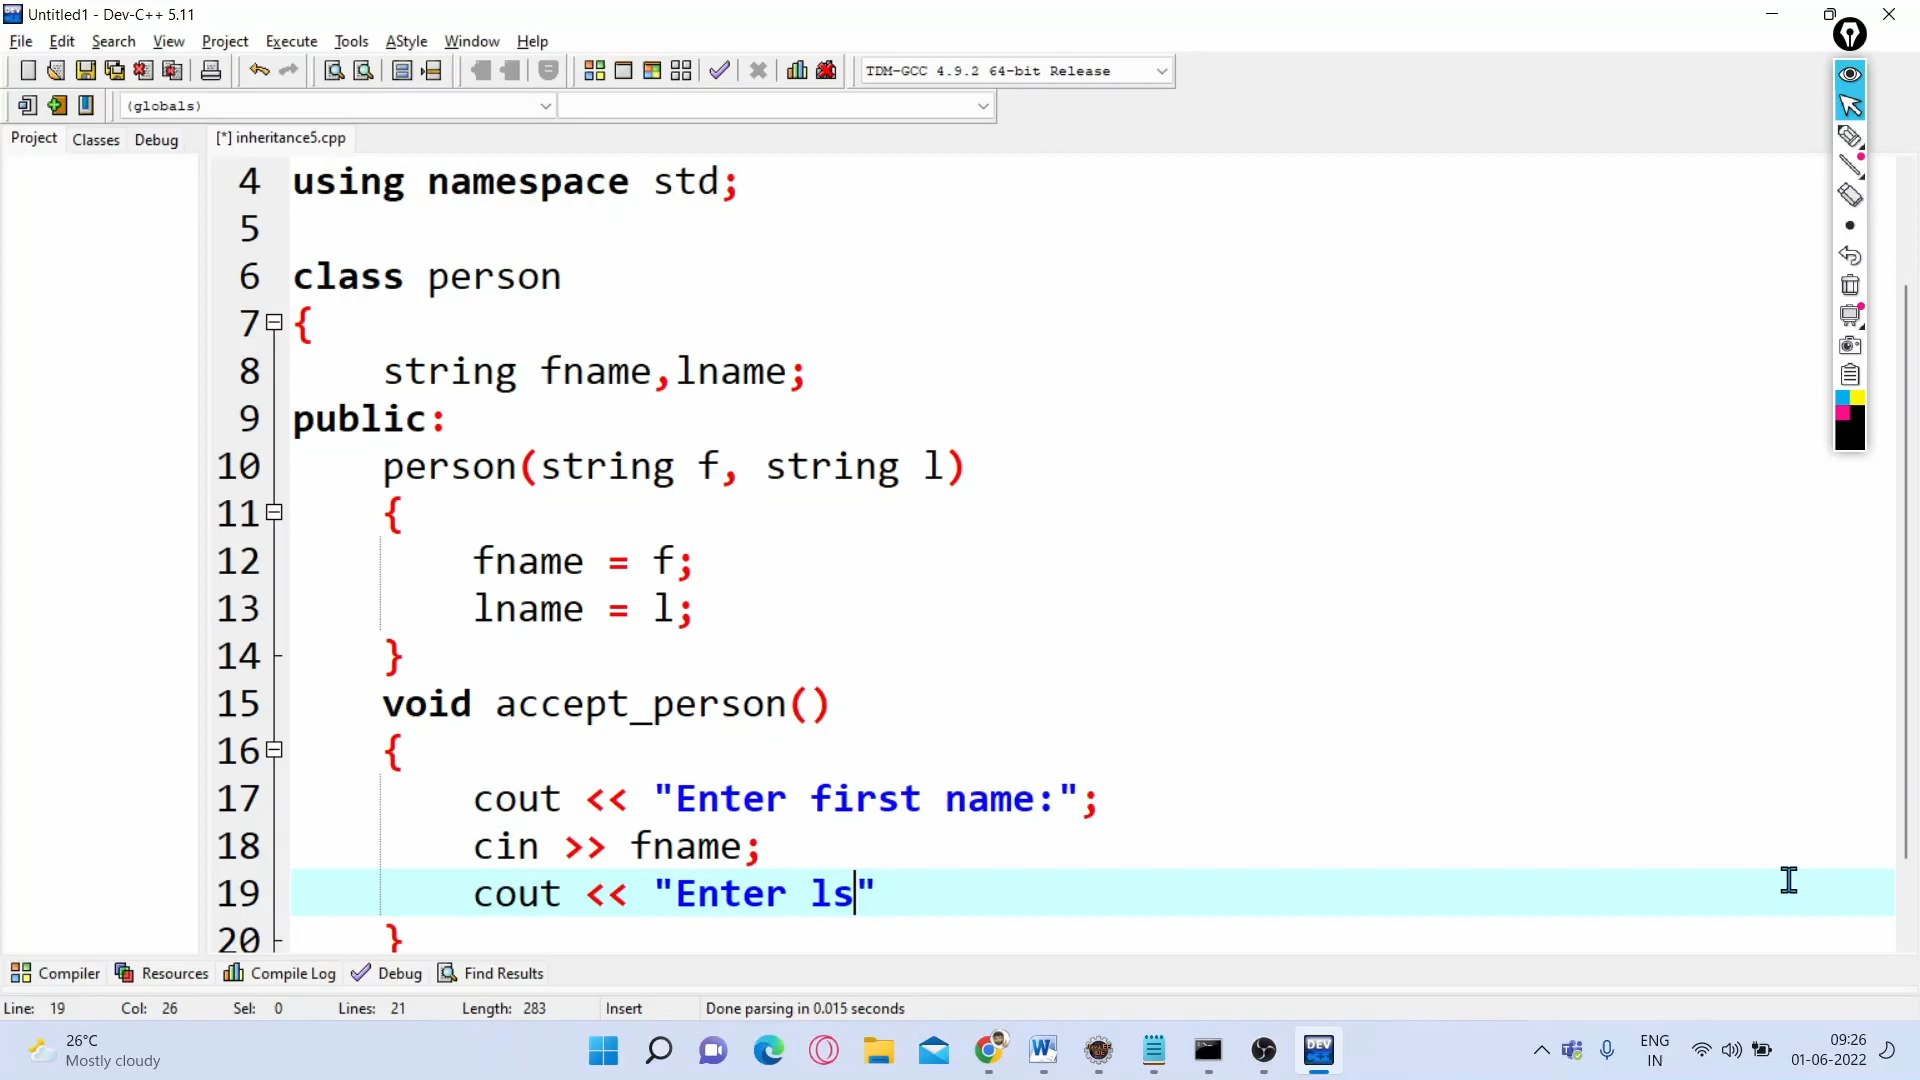 Untitled1 - Dev-C++ 5.11
File Edit Search View Project Execute Tools AStyle Window Help
TDM-GCC 4.9.2 64-bit Release
(globals)
Project Classes Debug [*] inheritance5.cpp
4 using namespace std;
5
6 class person
7 {
8 string fname,lname;
9 public:
10 person(string f, string l)
11 {
12 fname = f;
13 lname = l;
14 }
15 void accept_person()
16 {
17 cout << "Enter first name:";
18 cin >> fname;
19 cout << "Enter ls"
20 }
Compiler Resources Compile Log Debug Find Results
Line: 19 Col: 26 Sel: 0 Lines: 21 Length: 283 Insert Done parsing in 0.015 seconds
26°C
Mostly cloudy
DEV
ENG
IN
09:26
01-06-2022